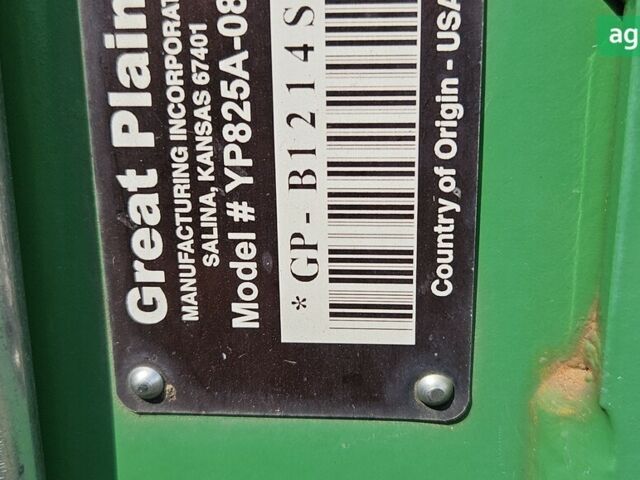 Great Plain
MANUFACTURING INCORPORAT
SALINA, KANSAS 67401
Model # YP825A-08
*GP-B1214S
Country of Origin - USA
ag